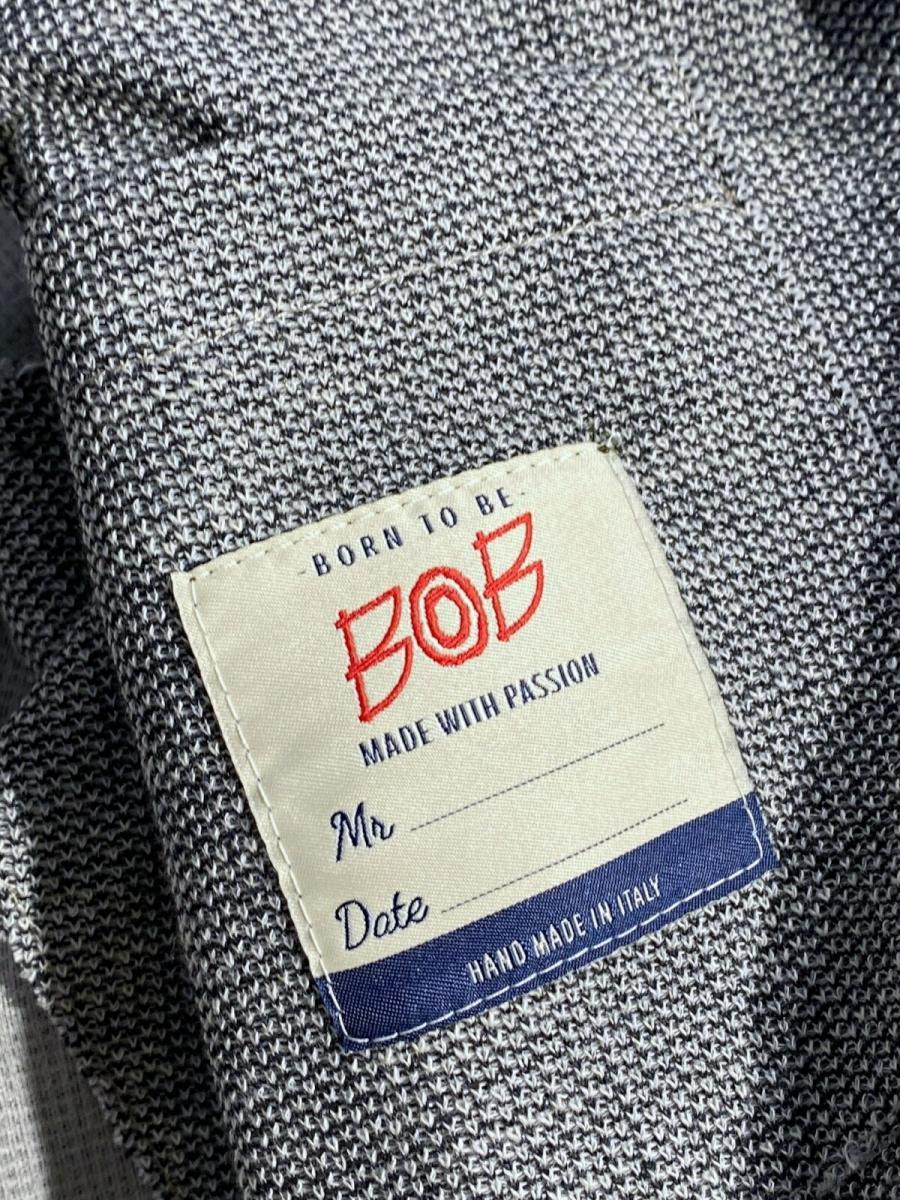 -BORN TO BE-
BOB
MADE WITH PASSION
Mr
Date
HAND MADE IN ITALY